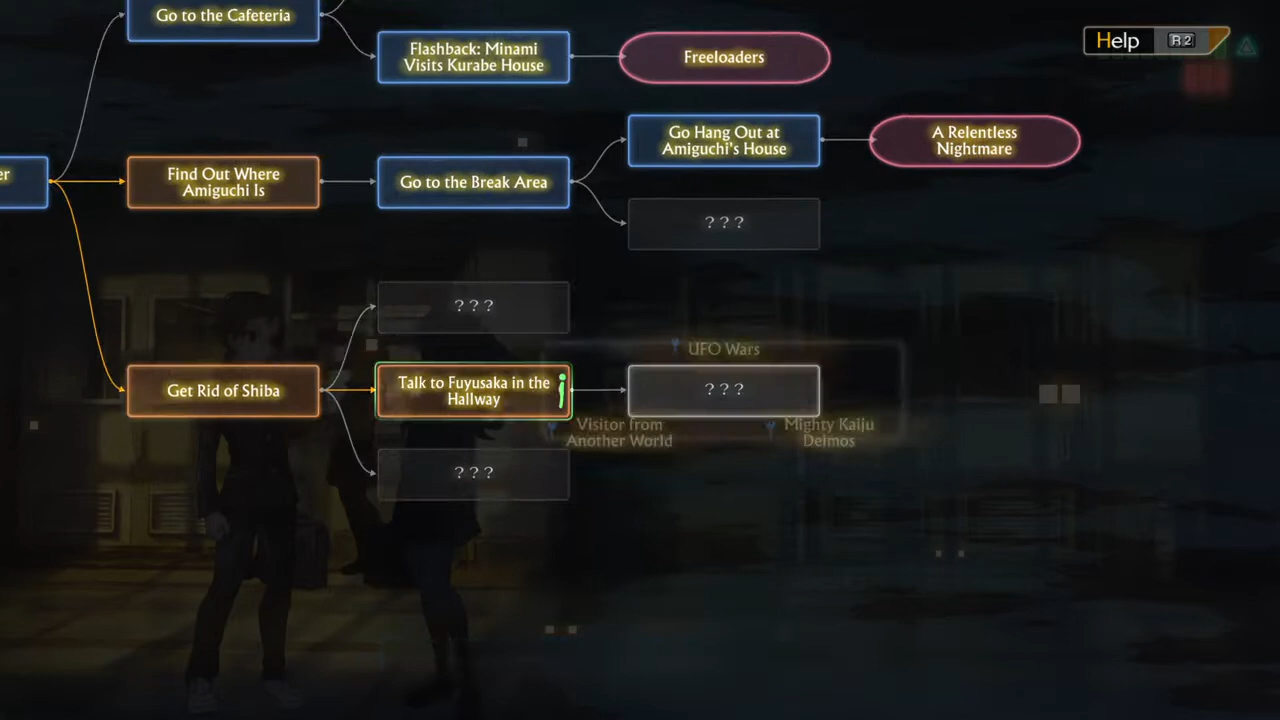 Go to the Cafeteria
Help R2
Flashback: Minami
Visits Kurabe House
Freeloaders
Go Hang Out at
Amiguchi's House
A Relentless
Nightmare
er
Find Out Where
Amiguchi Is
Go to the Break Area
???
???
UFO Wars
Get Rid of Shiba
Talk to Fuyusaka in the
Hallway
???
Visitor from
Another World
Mighty Kaiju
Deimos
???